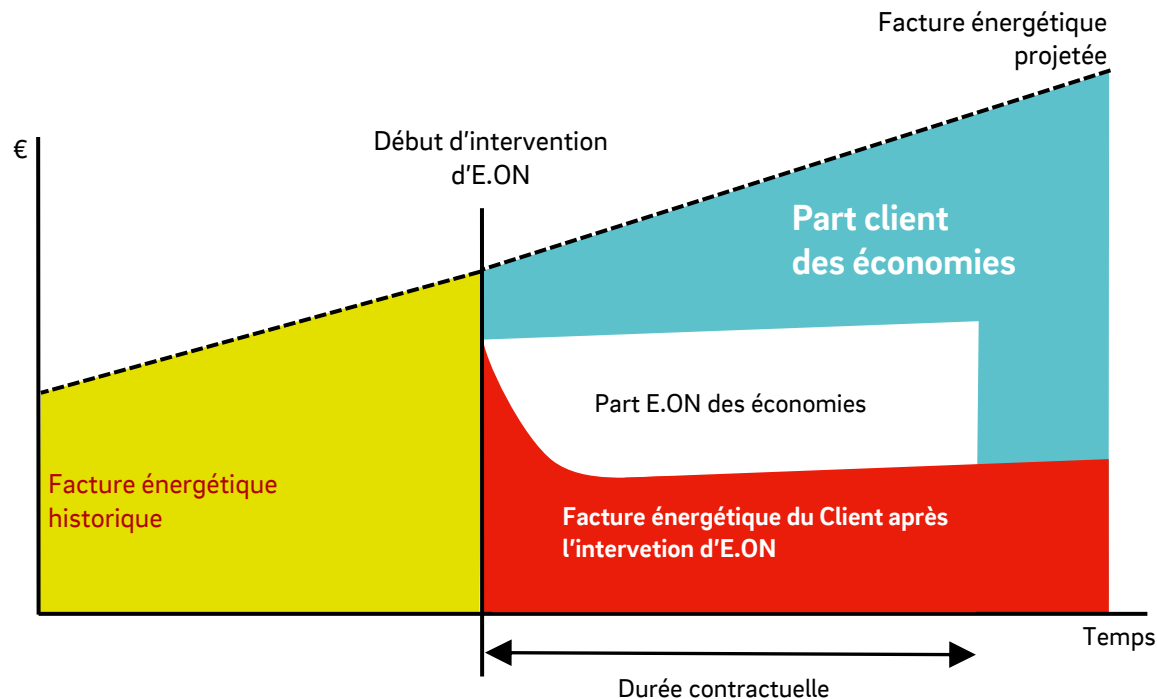 Facture énergétique
projetée
€
Début d'intervention
d'E.ON
Part client
des économies
Part E.ON des économies
Facture énergétique
historique
Facture énergétique du Client après
l'intervetion d'E.ON
Temps
Durée contractuelle